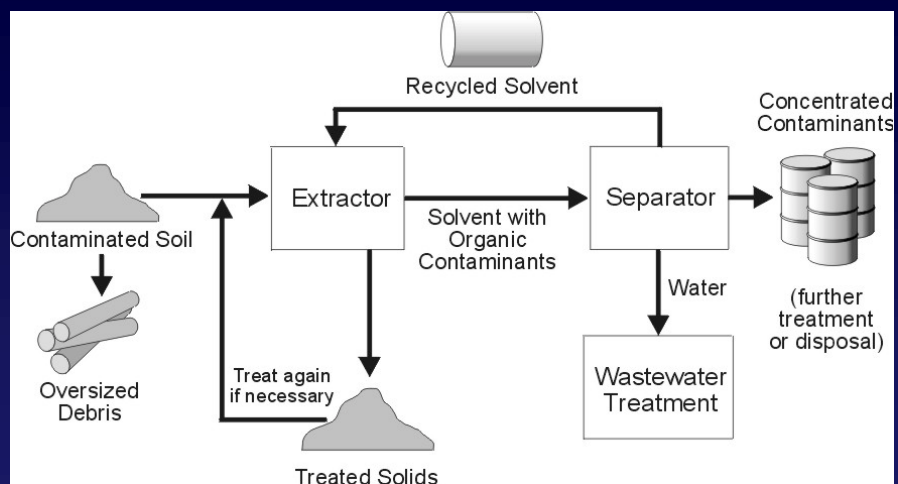 Recycled Solvent
Concentrated
Contaminants
Extractor
Separator
Contaminated Soil
Solvent with
Organic
Contaminants
Water
(further
treatment
or disposal)
Oversized
Debris
Treat again
if necessary
Wastewater
Treatment
Treated Solids